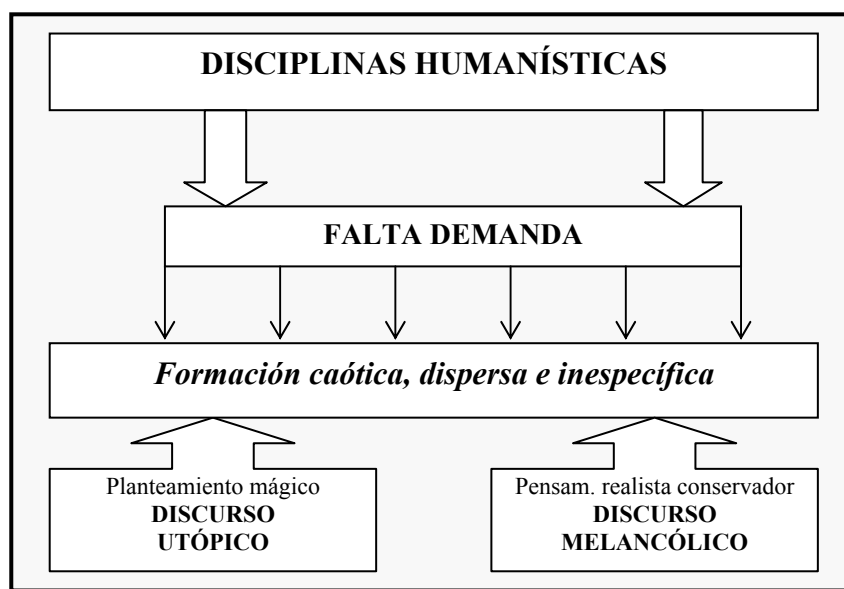 DISCIPLINAS HUMANÍSTICAS
FALTA DEMANDA
Formación caótica, dispersa e inespecífica
Planteamiento mágico
DISCURSO
UTÓPICO
Pensam. realista conservador
DISCURSO
MELANCÓLICO